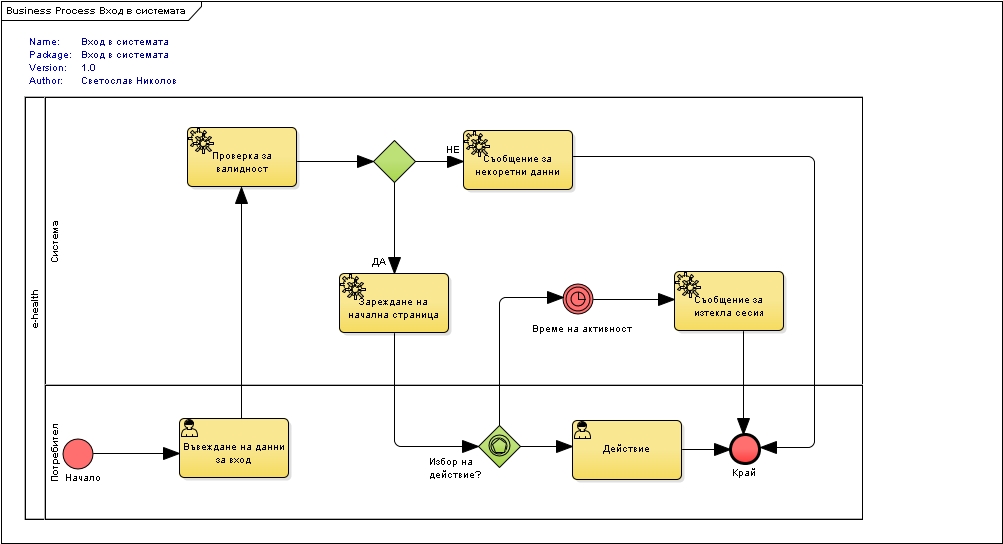 Business Process Вход в системата
Name: Вход в системата
Package: Вход в системата
Version: 1.0
Author: Светослав Николов
e-health
Система
Проверка за
валидност
НЕ
Съобщение за
некоретни данни
ДА
Зареждане на
начална страница
Време на активност
Съобщение за
изтекла сесия
Потребител
Начало
Въвеждане на данни
за вход
Избор на
действие?
Действие
Край